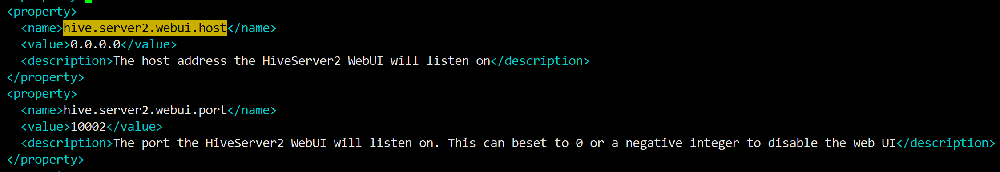 <property>
<name>hive.server2.webui.host</name>
<value>0.0.0.0</value>
<description>The host address the HiveServer2 WebUI will listen on</description>
</property>
<property>
<name>hive.server2.webui.port</name>
<value>10002</value>
<description>The port the HiveServer2 WebUI will listen on. This can beset to 0 or a negative integer to disable the web UI</description>
</property>